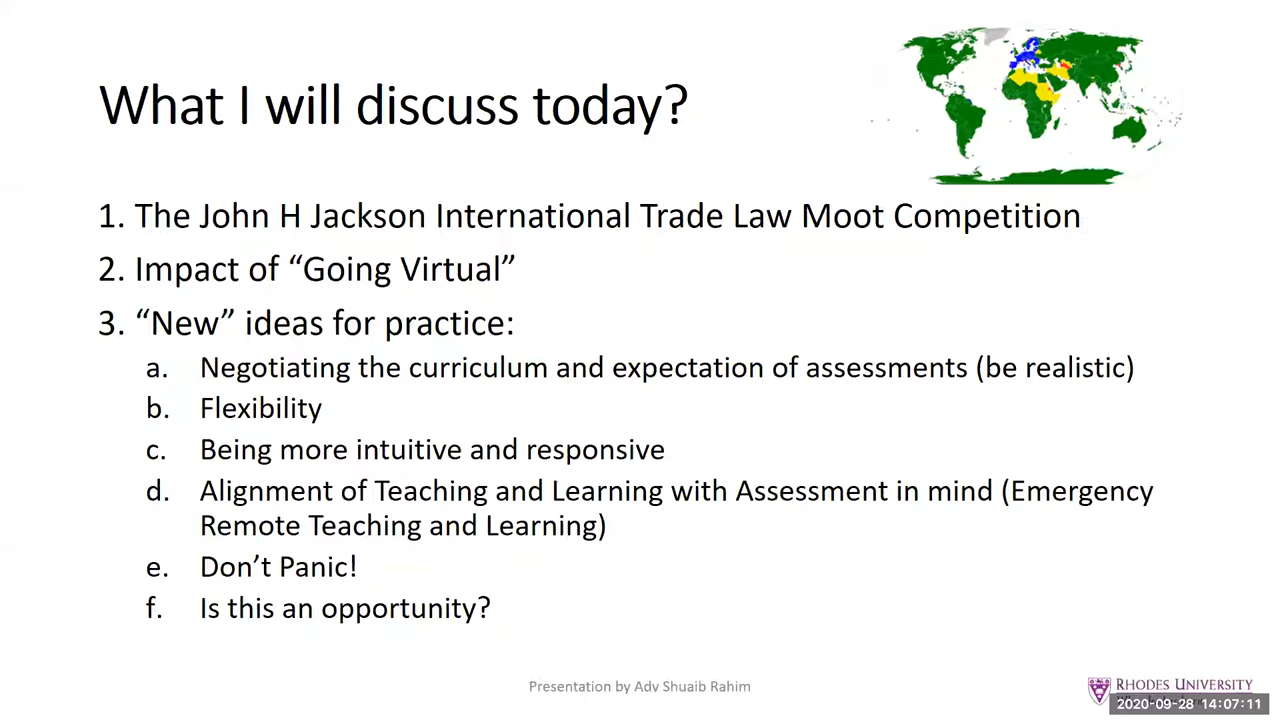 What I will discuss today?
1. The John H Jackson International Trade Law Moot Competition
2. Impact of “Going Virtual”
3. “New” ideas for practice:
a. Negotiating the curriculum and expectation of assessments (be realistic)
b. Flexibility
c. Being more intuitive and responsive
d. Alignment of Teaching and Learning with Assessment in mind (Emergency
Remote Teaching and Learning)
e. Don’t Panic!
f. Is this an opportunity?
Presentation by Adv Shuaib Rahim
RHODES UNIVERSITY
2020-09-28 14:07:11